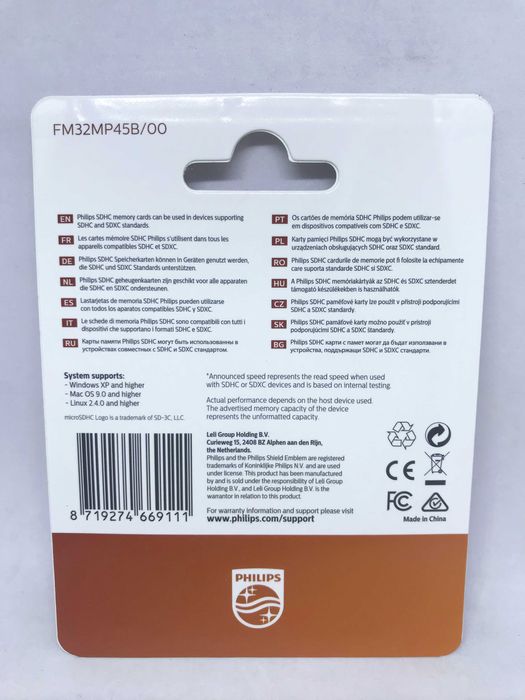 FM32MP45B/00
EN Philips SDHC memory cards can be used in devices supporting
SDHC and SDXC standards.
FR Les cartes mémoire SDHC Philips s'utilisent dans tous les
appareils compatibles SDHC et SDXC.
DE Philips SDHC Speicherkarten können in Geräten genutzt werden,
die SDHC und SDXC Standards unterstützen.
NL Philips SDHC geheugenkaarten zijn geschikt voor alle apparaten
die SDHC en SDXC ondersteunen.
ES Lastarjetas de memoria SDHC Philips pueden utilizarse
con todos los aparatos compatibles SDHC y SDXC.
IT Le schede di memoria SDHC Philips sono compatibili con tutti i
dispositivi che supportano i formati SDHC e SDXC.
RU Карты памяти Philips SDHC могут быть использованны в
устройствах совместных с SDHC и SDXC стандартом.
PT Os cartões de memória SDHC Philips podem utilizar-se
em dispositivos compatíveis com SDHC e SDXC.
PL Karty pamięci Philips SDHC mogą być wykorzystane w
urządzeniach obsługujących SDHC oraz SDXC standard.
RO Philips SDHC cardurile de memorie pot fi folosite la echipamente
care suporta standarde SDHC si SDXC.
HU A Philips SDHC memóriakártyák az SDHC és SDXC sztenderdet
támogató készülékekben is használhatók.
CZ Philips SDHC paměťové karty lze použít v přístroji podporujícími
SDHC a SDXC standardy.
SK Philips SDHC pamäťové karty možno použiť v prístroji
podporujúcimi SDHC a SDXC standardy.
BG Philips SDHC карти с памет могат да бъдат използвани в
устройства, поддържащи SDHC и SDXC стандарти.
System supports:
- Windows XP and higher
- Mac OS 9.0 and higher
- Linux 2.4.0 and higher
microSDHC Logo is a trademark of SD-3C, LLC.
*Announced speed represents the read speed when used
with SDHC or SDXC devices and is based on internal testing.
Actual performance depends on the host device used.
The advertised memory capacity of the device
represents the unformatted capacity.
Leli Group Holding B.V.
Curieweg 15, 2408 BZ Alphen aan den Rijn,
the Netherlands.
Philips and the Philips Shield Emblem are registered
trademarks of Koninklijke Philips N.V. and are used
under license. This product has been manufactured
by and is sold under the responsibility of Leli Group
Holding B.V., and Leli Group Holding B.V. is the
warrantor in relation to this product.
For warranty information and support please visit
www.philips.com/support
8 719274 669111
CE
FC
Made in China
PHILIPS